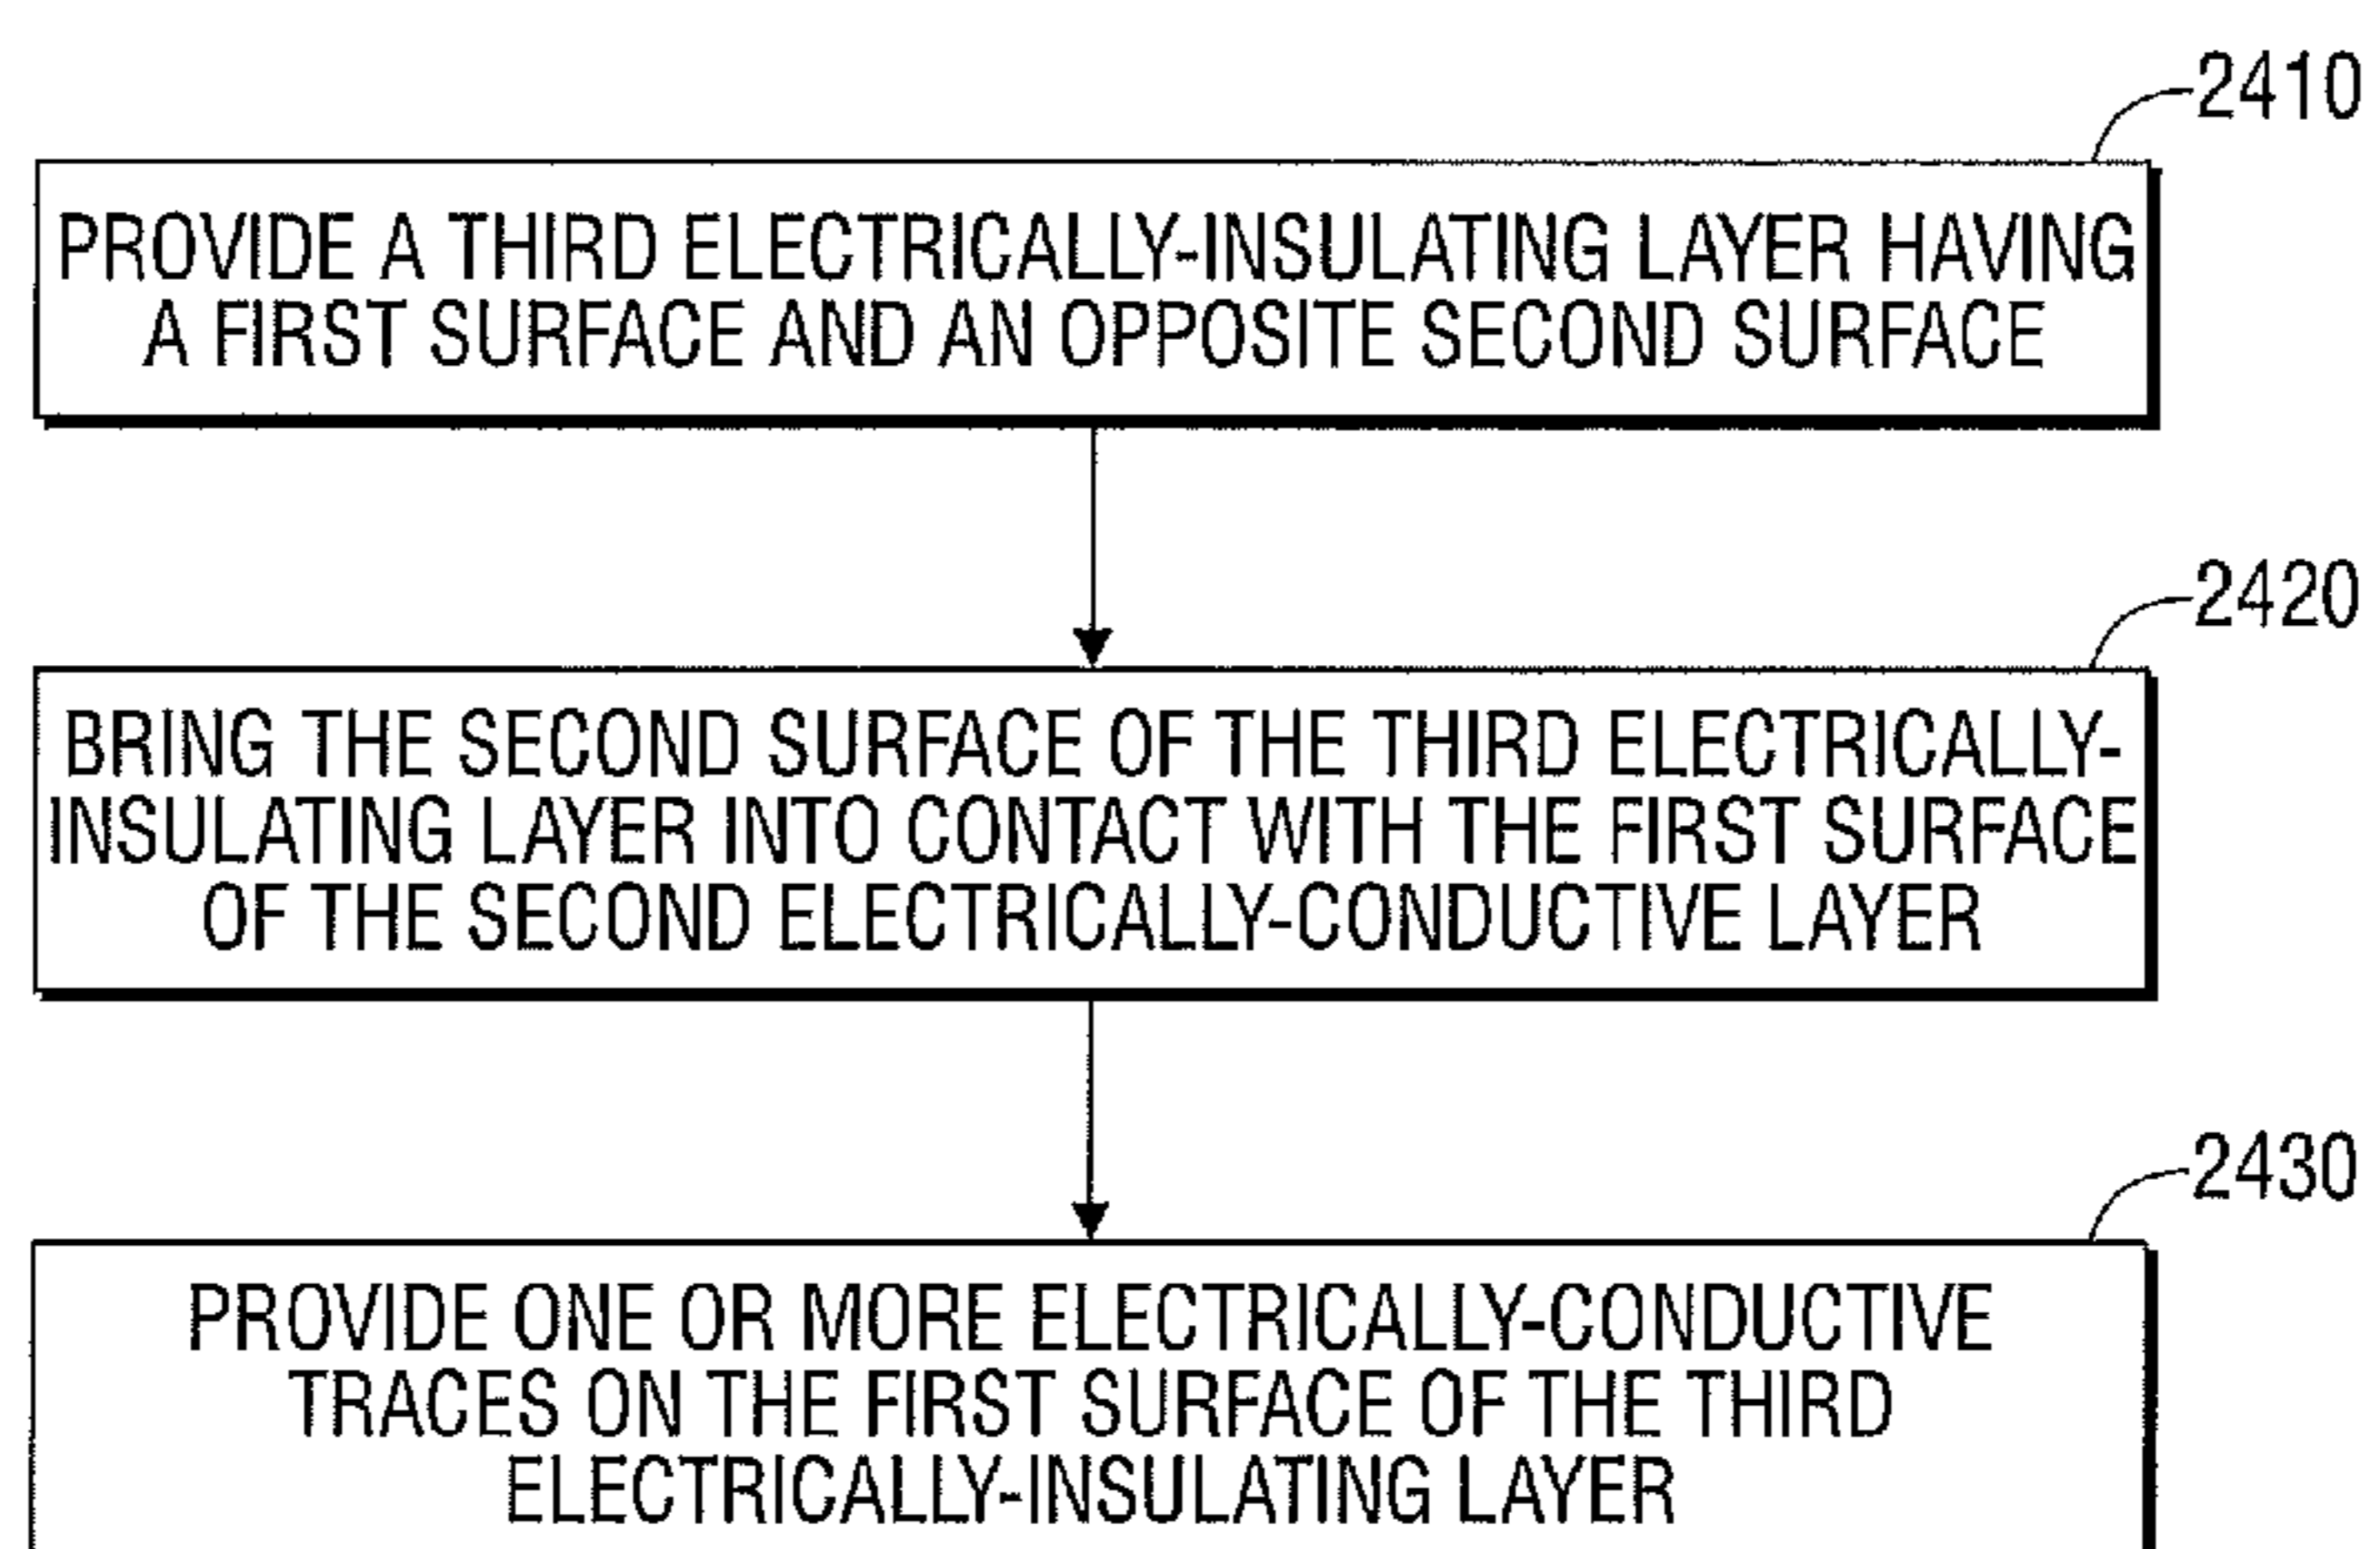 2410
PROVIDE A THIRD ELECTRICALLY-INSULATING LAYER HAVING
A FIRST SURFACE AND AN OPPOSITE SECOND SURFACE
2420
BRING THE SECOND SURFACE OF THE THIRD ELECTRICALLY-
INSULATING LAYER INTO CONTACT WITH THE FIRST SURFACE
OF THE SECOND ELECTRICALLY-CONDUCTIVE LAYER
2430
PROVIDE ONE OR MORE ELECTRICALLY-CONDUCTIVE
TRACES ON THE FIRST SURFACE OF THE THIRD
ELECTRICALLY-INSULATING LAYER